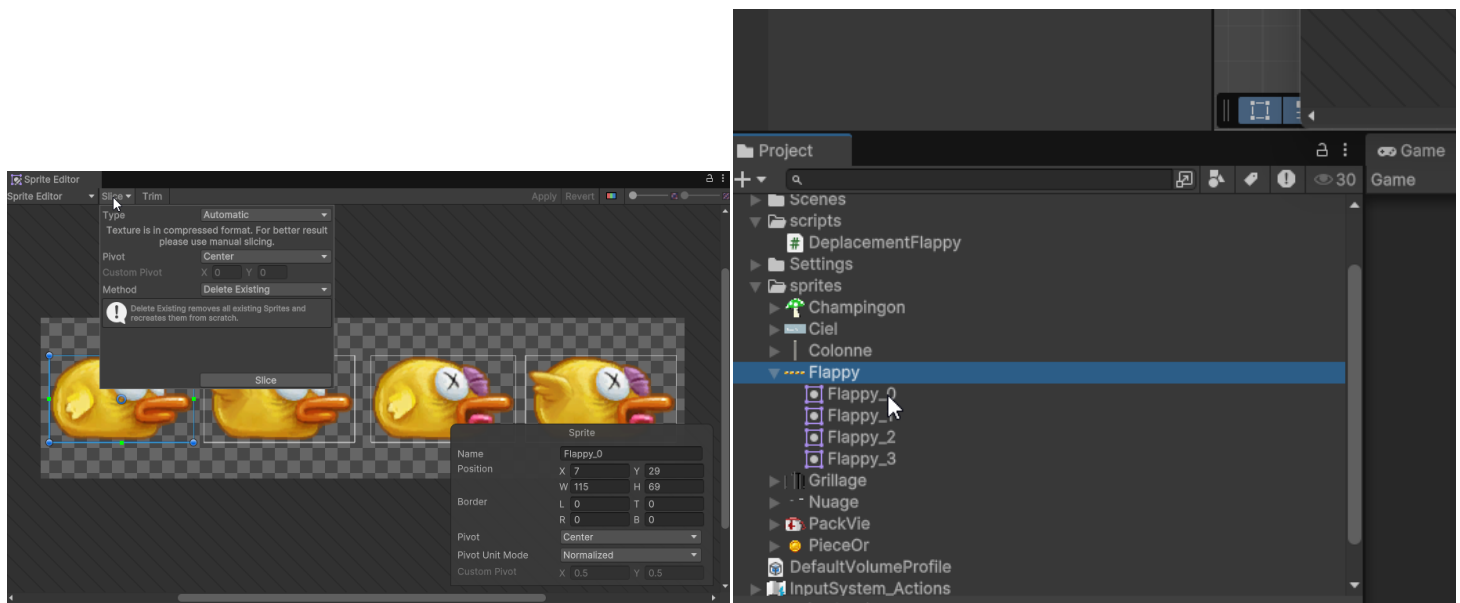 Sprite Editor
Sprite Editor Slice Trim Apply Revert
Type Automatic
Texture is in compressed format. For better result
please use manual slicing.
Pivot Center
Custom Pivot X 0 Y 0
Method Delete Existing
Delete Existing removes all existing Sprites and
recreates them from scratch.
Slice
Sprite
Name Flappy_0
Position X 7 Y 29
W 115 H 69
Border L 0 T 0
R 0 B 0
Pivot Center
Pivot Unit Mode Normalized
Custom Pivot X 0.5 Y 0.5
Project
Game
30
Game
Scenes
scripts
DeplacementFlappy
Settings
sprites
Champingon
Ciel
Colonne
Flappy
Flappy_0
Flappy_1
Flappy_2
Flappy_3
Grillage
Nuage
PackVie
PieceOr
DefaultVolumeProfile
InputSystem_Actions